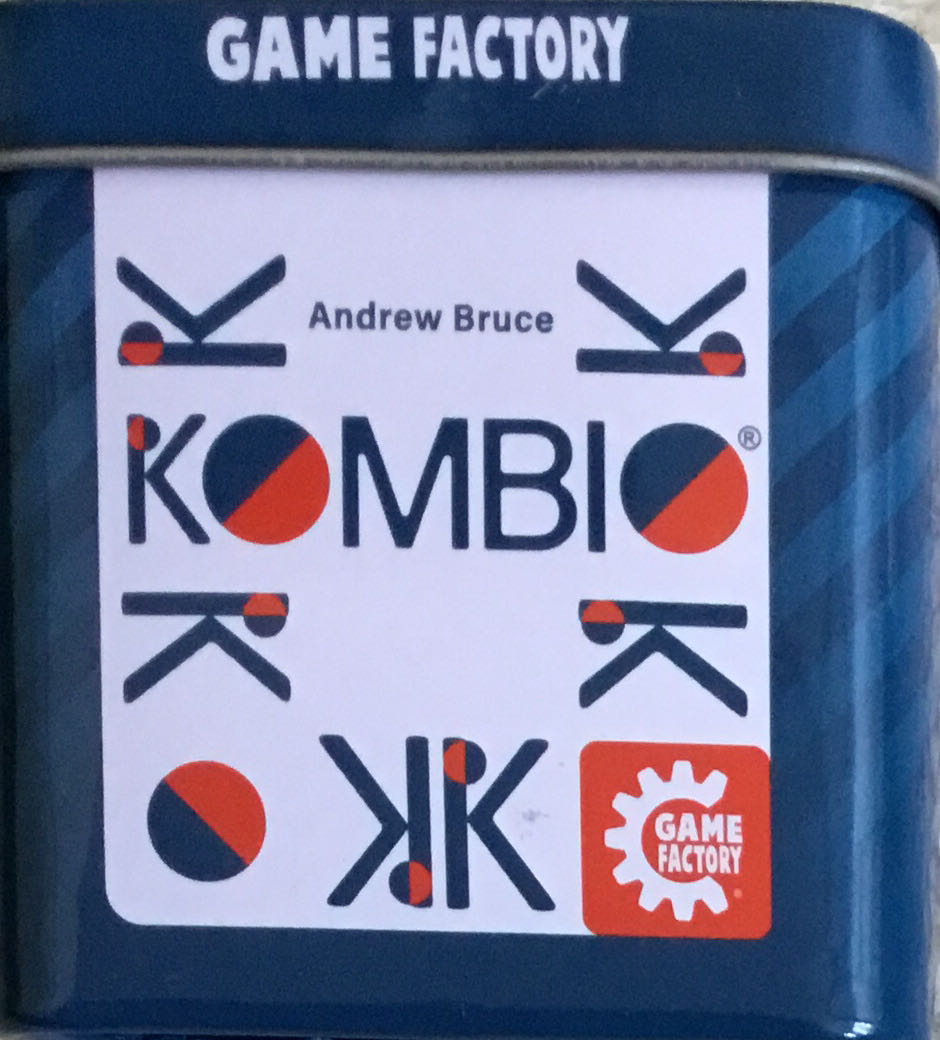 GAME FACTORY
K K
Andrew Bruce
KOMBIO®
K K
O K K
GAME
FACTORY